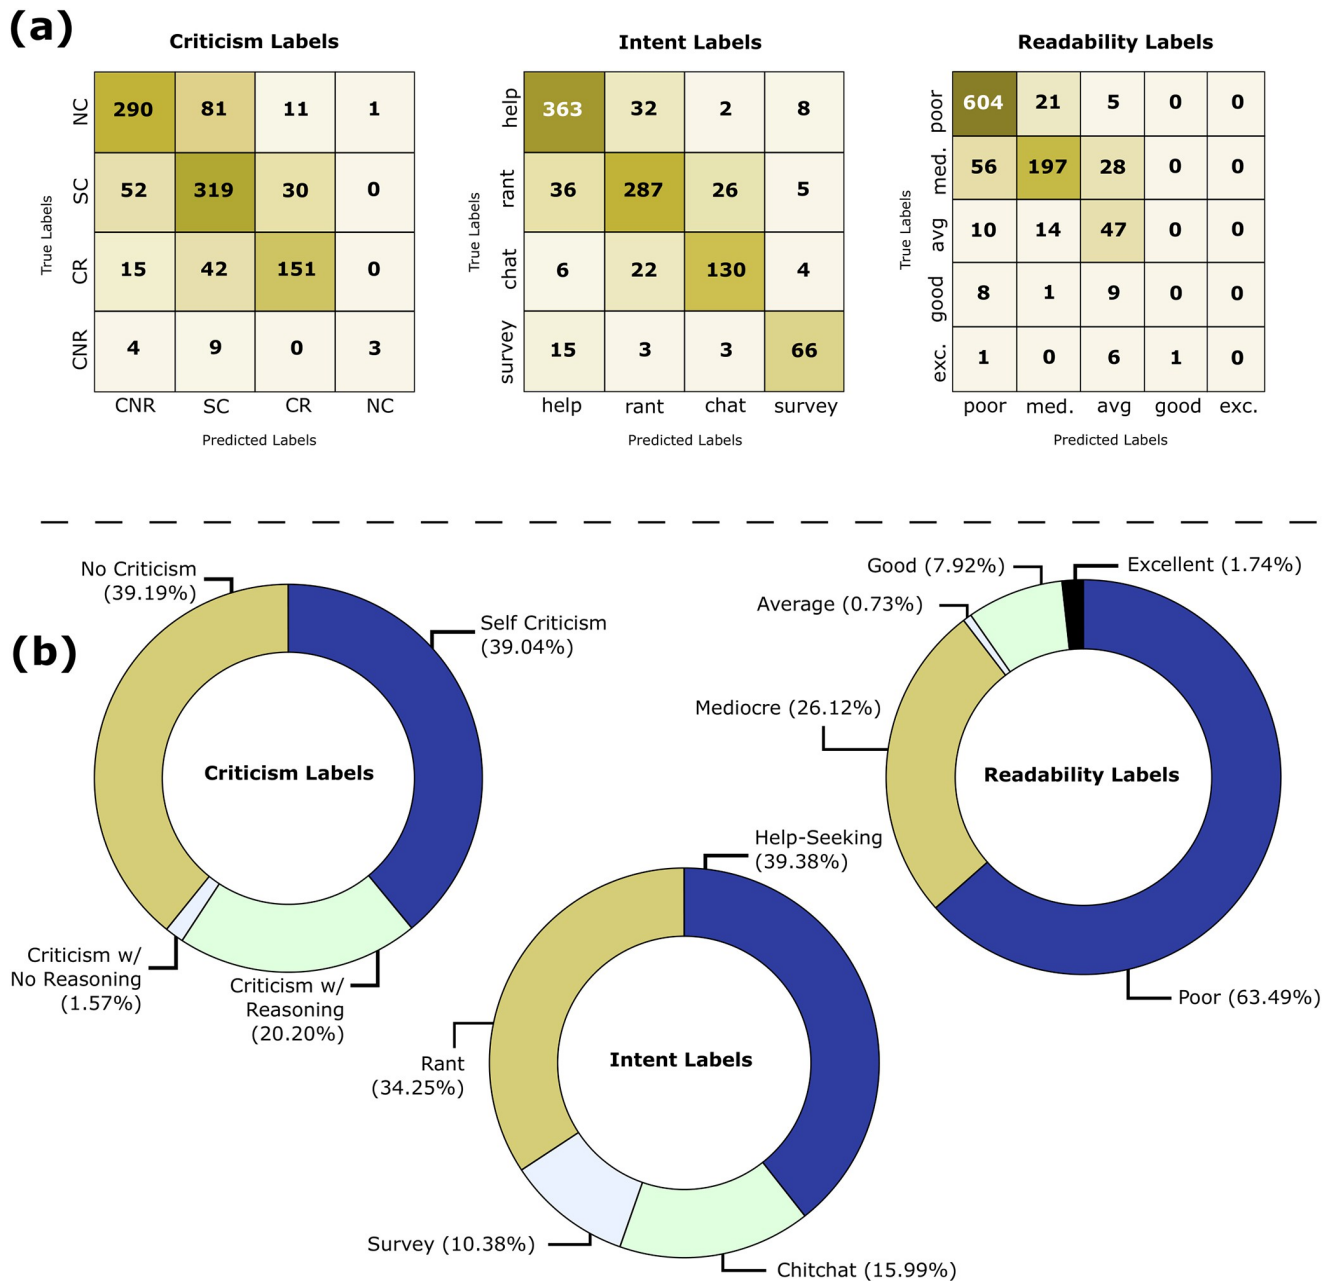 (a)
Criticism Labels
NC 290 81 11 1
SC 52 319 30 0
CR 15 42 151 0
CNR 4 9 0 3
CNR SC CR NC
True Labels
Predicted Labels
Intent Labels
help 363 32 2 8
rant 36 287 26 5
chat 6 22 130 4
survey 15 3 3 66
help rant chat survey
True Labels
Predicted Labels
Readability Labels
poor 604 21 5 0 0
med. 56 197 28 0 0
avg 10 14 47 0 0
good 8 1 9 0 0
exc. 1 0 6 1 0
poor med. avg good exc.
True Labels
Predicted Labels
(b)
No Criticism
(39.19%)
Self Criticism
(39.04%)
Criticism Labels
Criticism w/
No Reasoning
(1.57%)
Criticism w/
Reasoning
(20.20%)
Help-Seeking
(39.38%)
Intent Labels
Rant
(34.25%)
Survey (10.38%)
Chitchat (15.99%)
Good (7.92%)
Excellent (1.74%)
Average (0.73%)
Mediocre (26.12%)
Readability Labels
Poor (63.49%)